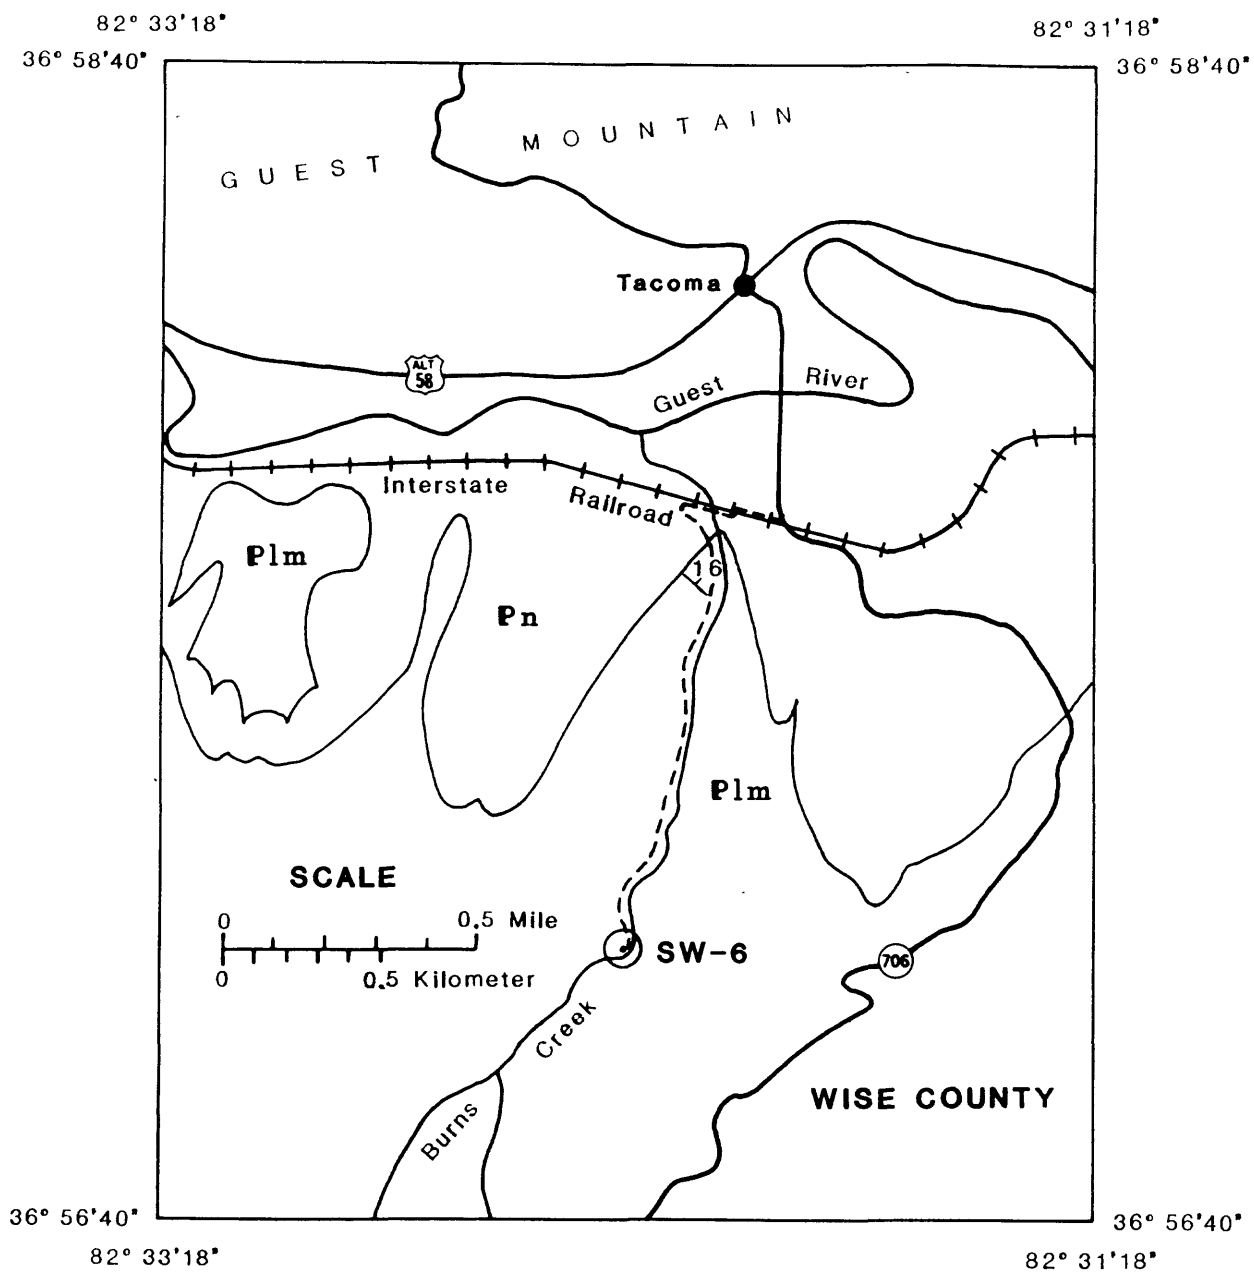 82° 33'18"
82° 31'18"
36° 58'40"
36° 58'40"
GUEST MOUNTAIN
Tacoma
ALT
58
Guest River
Interstate Railroad
ℙlm
16
ℙn
ℙlm
SCALE
0 0.5 Mile
0 0.5 Kilometer
SW-6
706
Burns Creek
WISE COUNTY
36° 56'40"
36° 56'40"
82° 33'18"
82° 31'18"